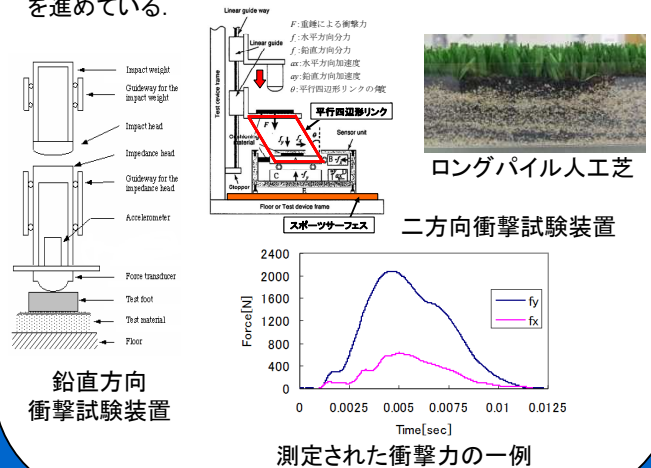 を進めている.
Impact weight
Guideway for the
impact weight
Impact head
Impedance head
Guideway for the
impedance head
Accelerometer
Force transducer
Test foot
Test material
Floor
鉛直方向
衝撃試験装置
Linear guide way
Linear guide
Test device frame
F:重錘による衝撃力
f:水平方向分力
f:鉛直方向分力
ax:水平方向加速度
ay:鉛直方向加速度
θ:平行四辺形リンクの角度
平行四辺形リンク
F
Cushioning
material
Sensor unit
θ
B
C
E
Stopper
Floor or Test device frame
スポーツサーフェス
ロングパイル人工芝
二方向衝撃試験装置
Force[N]
2400
2000
1600
1200
800
400
0
fy
fx
0 0.0025 0.005 0.0075 0.01 0.0125
Time[sec]
測定された衝撃力の一例